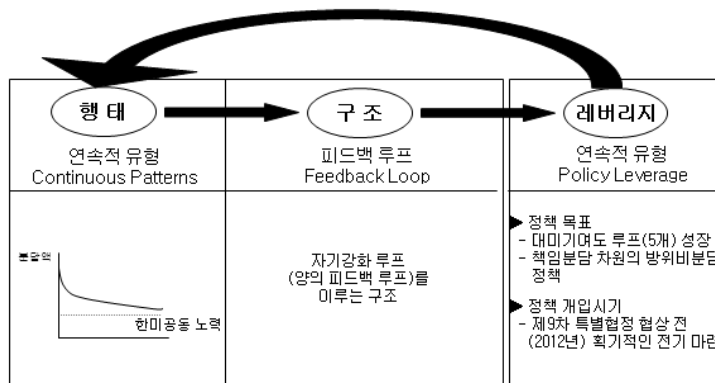 행 태
구 조
레버리지
연속적 유형
Continuous Patterns
피드백 루프
Feedback Loop
연속적 유형
Policy Leverage
분담액
한미공동 노력
자기강화 루프
(양의 피드백 루프)를
이루는 구조
▶ 정책 목표
- 대미기여도 루프(5개) 성장
- 책임분담 차원의 방위비분담
정책
▶ 정책 개입시기
- 제9차 특별협정 협상 전
(2012년) 획기적인 전기 마련